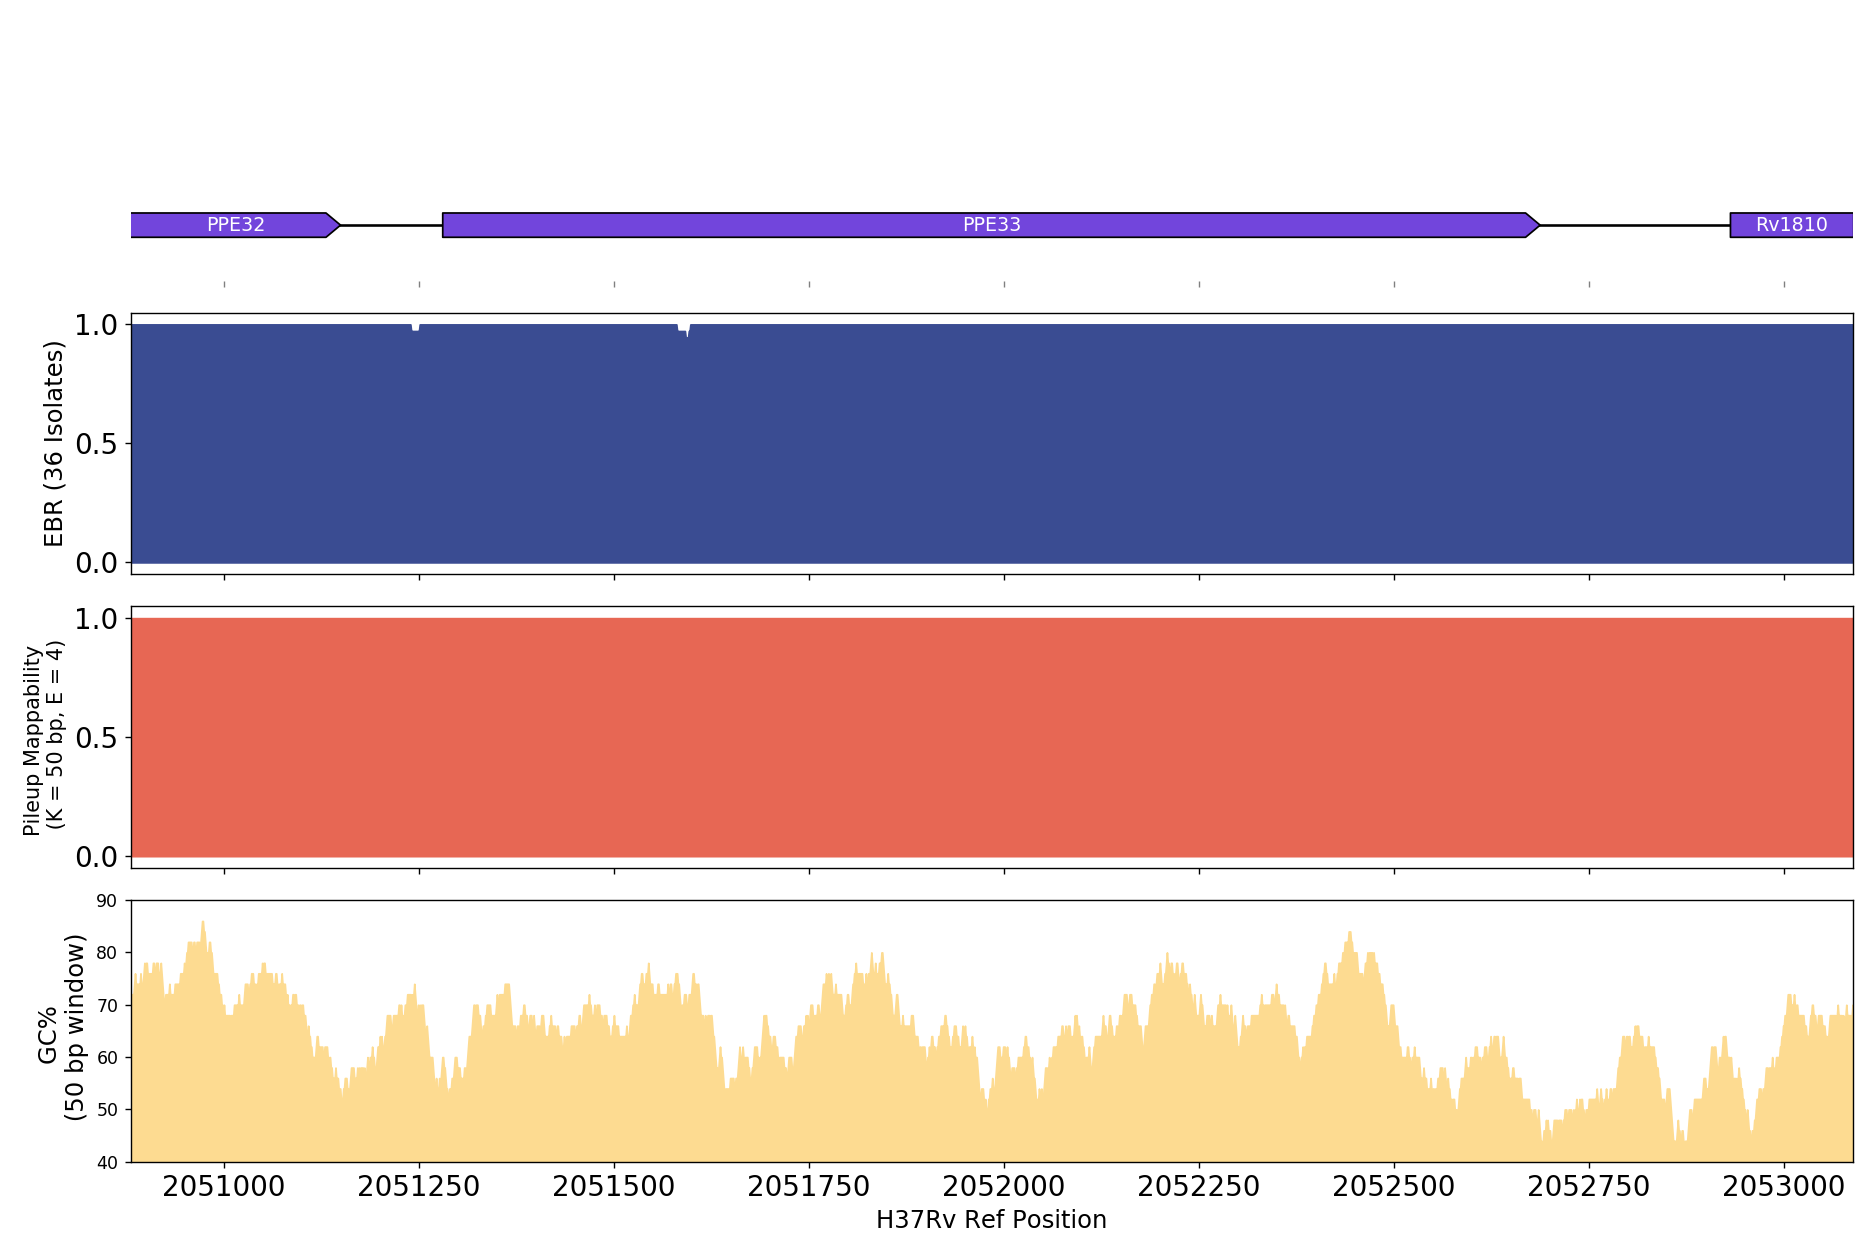 PPE32
PPE33
Rv1810
EBR (36 Isolates)
1.0
0.5
0.0
Pileup Mappability
(K = 50 bp, E = 4)
1.0
0.5
0.0
GC%
(50 bp window)
90
80
70
60
50
40
2051000 2051250 2051500 2051750 2052000 2052250 2052500 2052750 2053000
H37Rv Ref Position